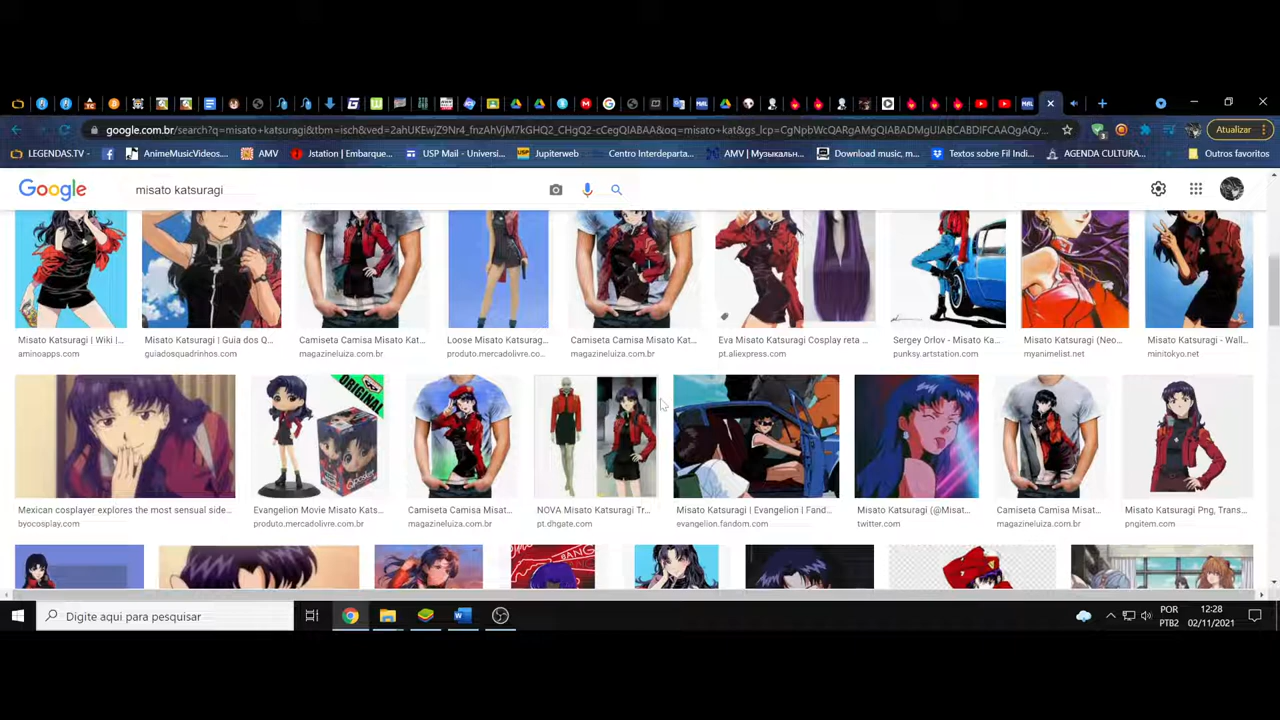 google.com.br/search?q=misato+katsuragi&tbm=isch&ved=2ahUKEwjZ9Nr4_fnzAhVjM7kGHQ2_CHgQ2-cCegQIABAA&oq=misato+kat&gs_lcp=CgNpbWcQARgAMgQIABADMgUIABCABDIFCAAQgAQy...
Atualizar
LEGENDAS.TV -
AnimeMusicVideos....
AMV
Jstation | Embarque...
USP Mail - Universi...
Jupiterweb
Centro Interdeparta...
AMV | Музыкальн...
Download music, m...
Textos sobre Fil Indi...
AGENDA CULTURA...
Outros favoritos
Google
misato katsuragi
Misato Katsuragi | Wiki |...
aminoapps.com
Misato Katsuragi | Guia dos Q...
guiadosquadrinhos.com
Camiseta Camisa Misato Kat...
magazineluiza.com.br
Loose Misato Katsurag...
produto.mercadolivre.co...
Camiseta Camisa Misato Kat...
magazineluiza.com.br
Eva Misato Katsuragi Cosplay reta ...
pt.aliexpress.com
Sergey Orlov - Misato Ka...
punksy.artstation.com
Misato Katsuragi (Neo...
myanimelist.net
Misato Katsuragi - Wall...
minitokyo.net
ORIGINAL
Mexican cosplayer explores the most sensual side...
byocosplay.com
Evangelion Movie Misato Kats...
produto.mercadolivre.com.br
Camiseta Camisa Misat...
magazineluiza.com.br
NOVA Misato Katsuragi Tr...
pt.dhgate.com
Misato Katsuragi | Evangelion | Fand...
evangelion.fandom.com
Misato Katsuragi (@Misat...
twitter.com
Camiseta Camisa Misat...
magazineluiza.com.br
Misato Katsuragi Png, Trans...
pngitem.com
BANG
Digite aqui para pesquisar
POR
PTB2
12:28
02/11/2021